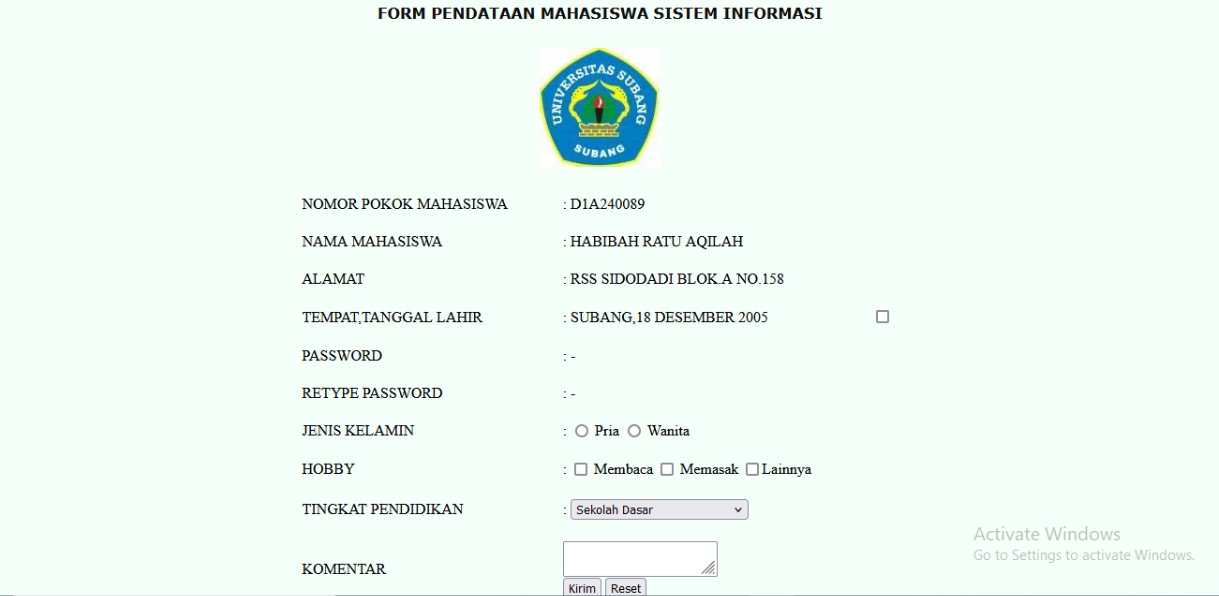 FORM PENDATAAN MAHASISWA SISTEM INFORMASI
UNIVERSITAS SUBANG
SUBANG
NOMOR POKOK MAHASISWA : D1A240089
NAMA MAHASISWA : HABIBAH RATU AQILAH
ALAMAT : RSS SIDODADI BLOK.A NO.158
TEMPAT,TANGGAL LAHIR : SUBANG,18 DESEMBER 2005
PASSWORD : -
RETYPE PASSWORD : -
JENIS KELAMIN : Pria Wanita
HOBBY : Membaca Memasak Lainnya
TINGKAT PENDIDIKAN : Sekolah Dasar
KOMENTAR
Kirim Reset
Activate Windows
Go to Settings to activate Windows.